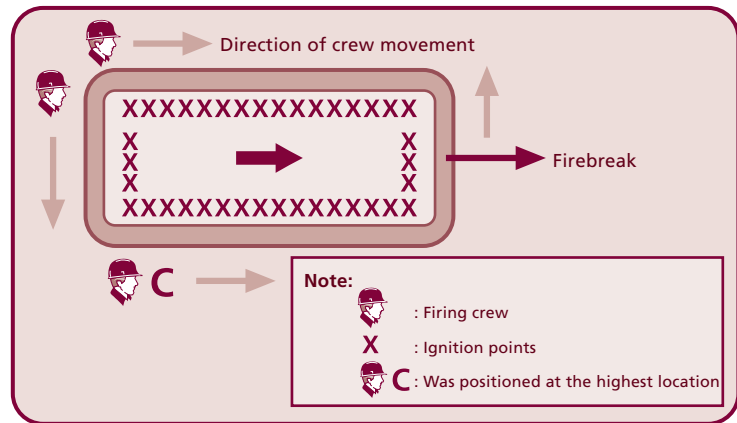 Direction of crew movement
XXXXXXXXXXXXXXXX
X X
X X
X X
XXXXXXXXXXXXXXXX
Firebreak
C
Note:
: Firing crew
X : Ignition points
C : Was positioned at the highest location